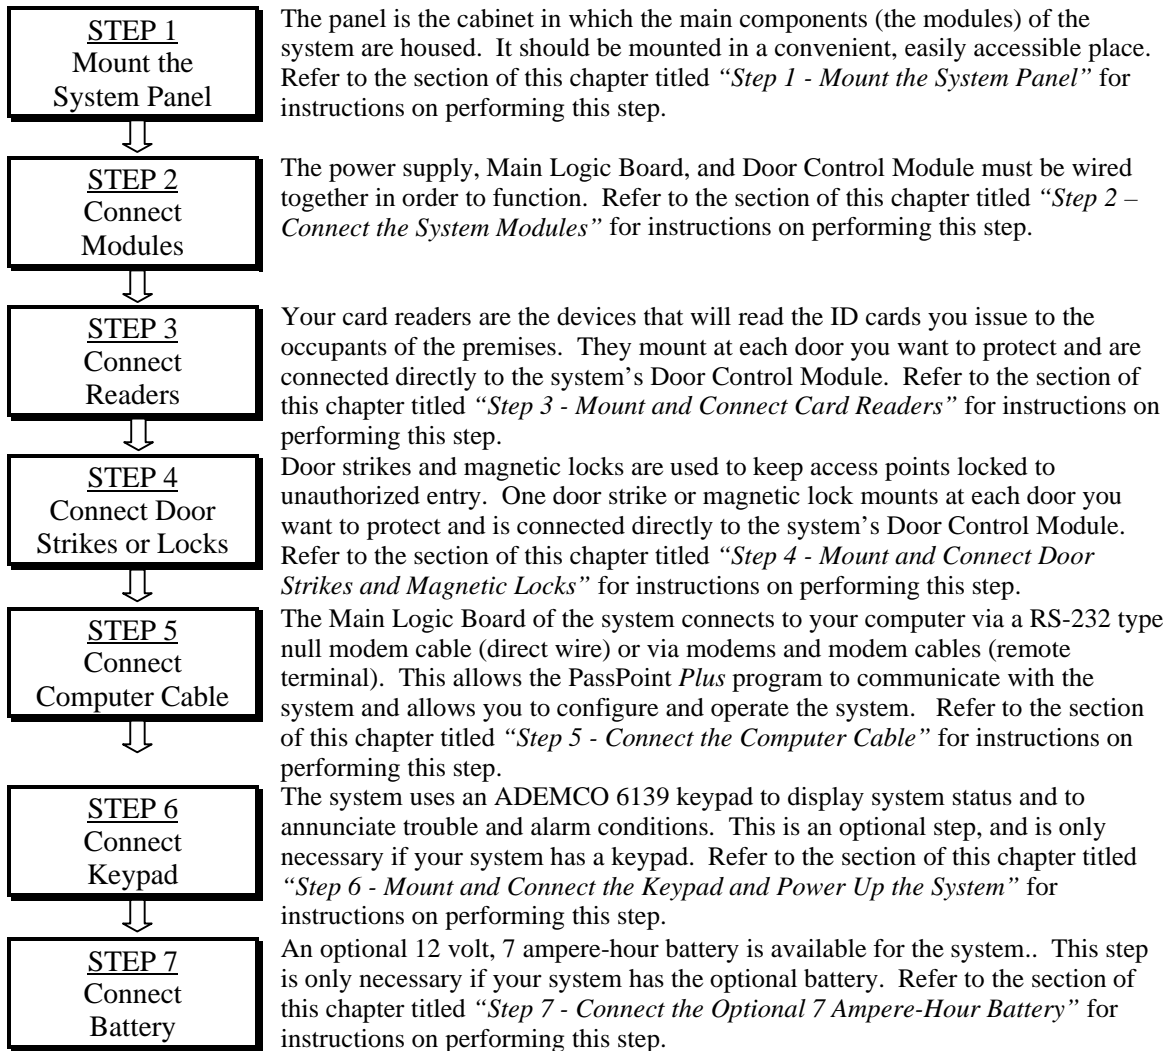 STEP 1
Mount the
System Panel
The panel is the cabinet in which the main components (the modules) of the
system are housed.  It should be mounted in a convenient, easily accessible place.
Refer to the section of this chapter titled “Step 1 - Mount the System Panel” for
instructions on performing this step.
STEP 2
Connect
Modules
The power supply, Main Logic Board, and Door Control Module must be wired
together in order to function.  Refer to the section of this chapter titled “Step 2 –
Connect the System Modules” for instructions on performing this step.
STEP 3
Connect
Readers
Your card readers are the devices that will read the ID cards you issue to the
occupants of the premises.  They mount at each door you want to protect and are
connected directly to the system’s Door Control Module.  Refer to the section of
this chapter titled “Step 3 - Mount and Connect Card Readers” for instructions on
performing this step.
STEP 4
Connect Door
Strikes or Locks
Door strikes and magnetic locks are used to keep access points locked to
unauthorized entry.  One door strike or magnetic lock mounts at each door you
want to protect and is connected directly to the system’s Door Control Module.
Refer to the section of this chapter titled “Step 4 - Mount and Connect Door
Strikes and Magnetic Locks” for instructions on performing this step.
STEP 5
Connect
Computer Cable
The Main Logic Board of the system connects to your computer via a RS-232 type
null modem cable (direct wire) or via modems and modem cables (remote
terminal).  This allows the PassPoint Plus program to communicate with the
system and allows you to configure and operate the system.   Refer to the section
of this chapter titled “Step 5 - Connect the Computer Cable” for instructions on
performing this step.
STEP 6
Connect
Keypad
The system uses an ADEMCO 6139 keypad to display system status and to
annunciate trouble and alarm conditions.  This is an optional step, and is only
necessary if your system has a keypad.  Refer to the section of this chapter titled
“Step 6 - Mount and Connect the Keypad and Power Up the System” for
instructions on performing this step.
STEP 7
Connect
Battery
An optional 12 volt, 7 ampere-hour battery is available for the system..  This step
is only necessary if your system has the optional battery.  Refer to the section of
this chapter titled “Step 7 - Connect the Optional 7 Ampere-Hour Battery” for
instructions on performing this step.